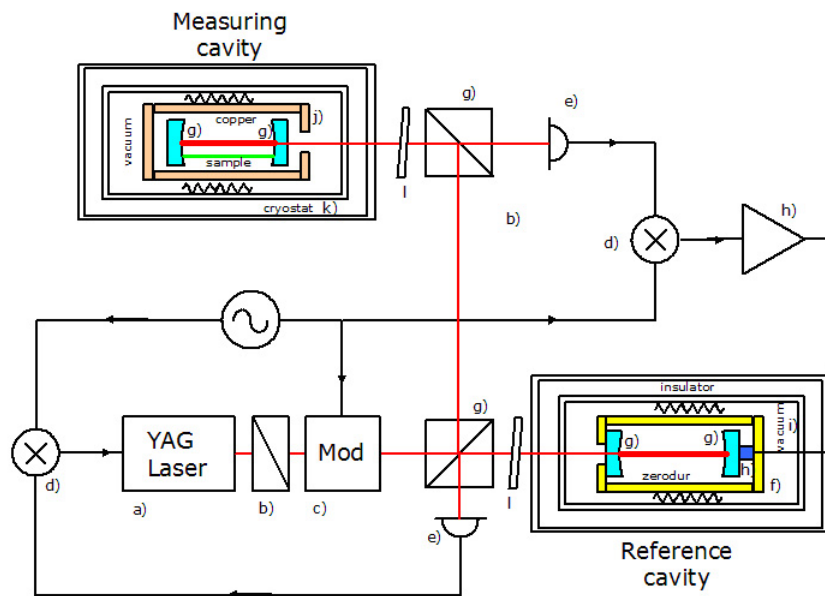 Measuring
cavity
g)
e)
copper
j)
g)
g)
vacuum
sample
cryostat k)
l
b)
d)
h)
insulator
YAG
Laser
Mod
g)
g)
g)
vacuum
i)
h)
d)
a)
b)
c)
l
zerodur
f)
e)
Reference
cavity